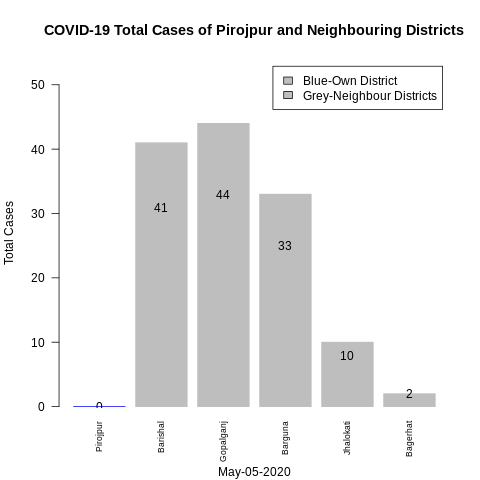 COVID-19 Total Cases of Pirojpur and Neighbouring Districts
Blue-Own District
Grey-Neighbour Districts
Total Cases
50
40
30
20
10
0
0
41
44
33
10
2
Pirojpur
Barishal
Gopalganj
Barguna
Jhalokati
Bagerhat
May-05-2020